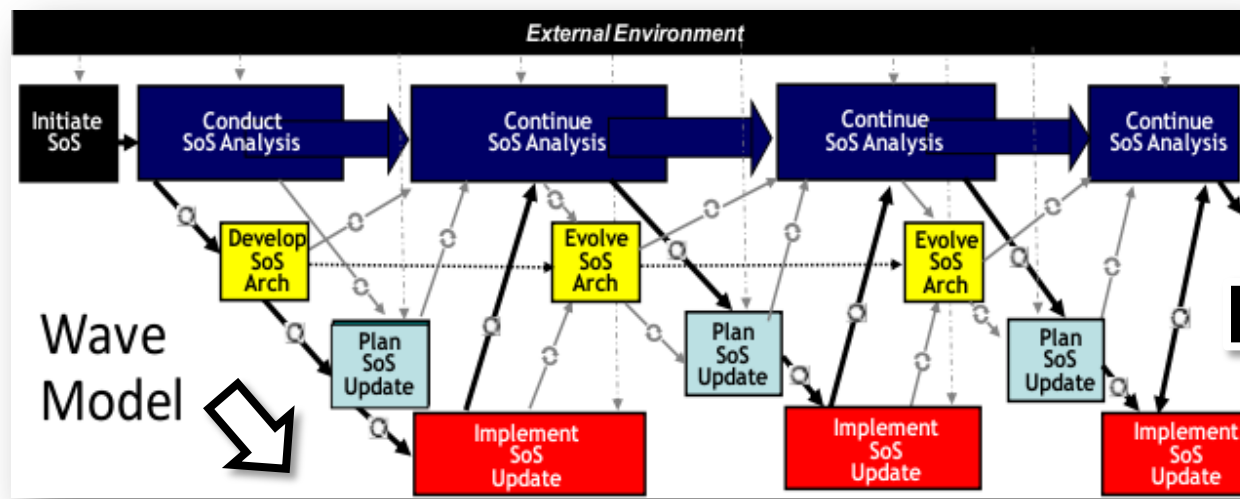 External Environment
Initiate
SoS
Conduct
SoS Analysis
Continue
SoS Analysis
Continue
SoS Analysis
Continue
SoS Analysis
Develop
SoS
Arch
Evolve
SoS
Arch
Evolve
SoS
Arch
Wave
Model
Plan
SoS
Update
Plan
SoS
Update
Plan
SoS
Update
Implement
SoS
Update
Implement
SoS
Update
Implement
SoS
Update